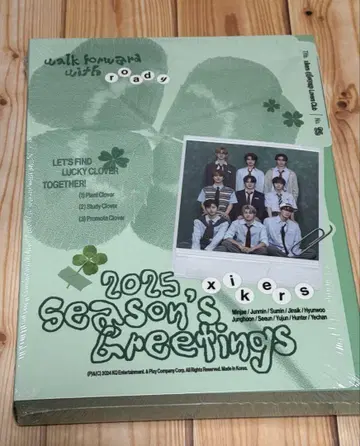 walk forward
with roady
LET'S FIND
LUCKY CLOVER
TOGETHER!
(1) Plant Clover
(2) Study Clover
(3) Promote Clover
xikers
Minjae / Junmin / Sumin / Jinsik / Hyunwoo
Junghoon / Seeun / Yujun / Hunter / Yechan
2025
Season's
Greetings
(P)&(C) 2024 KQ Entertainment. & Play Company Corp. All Rights Reserved. Made in Korea.